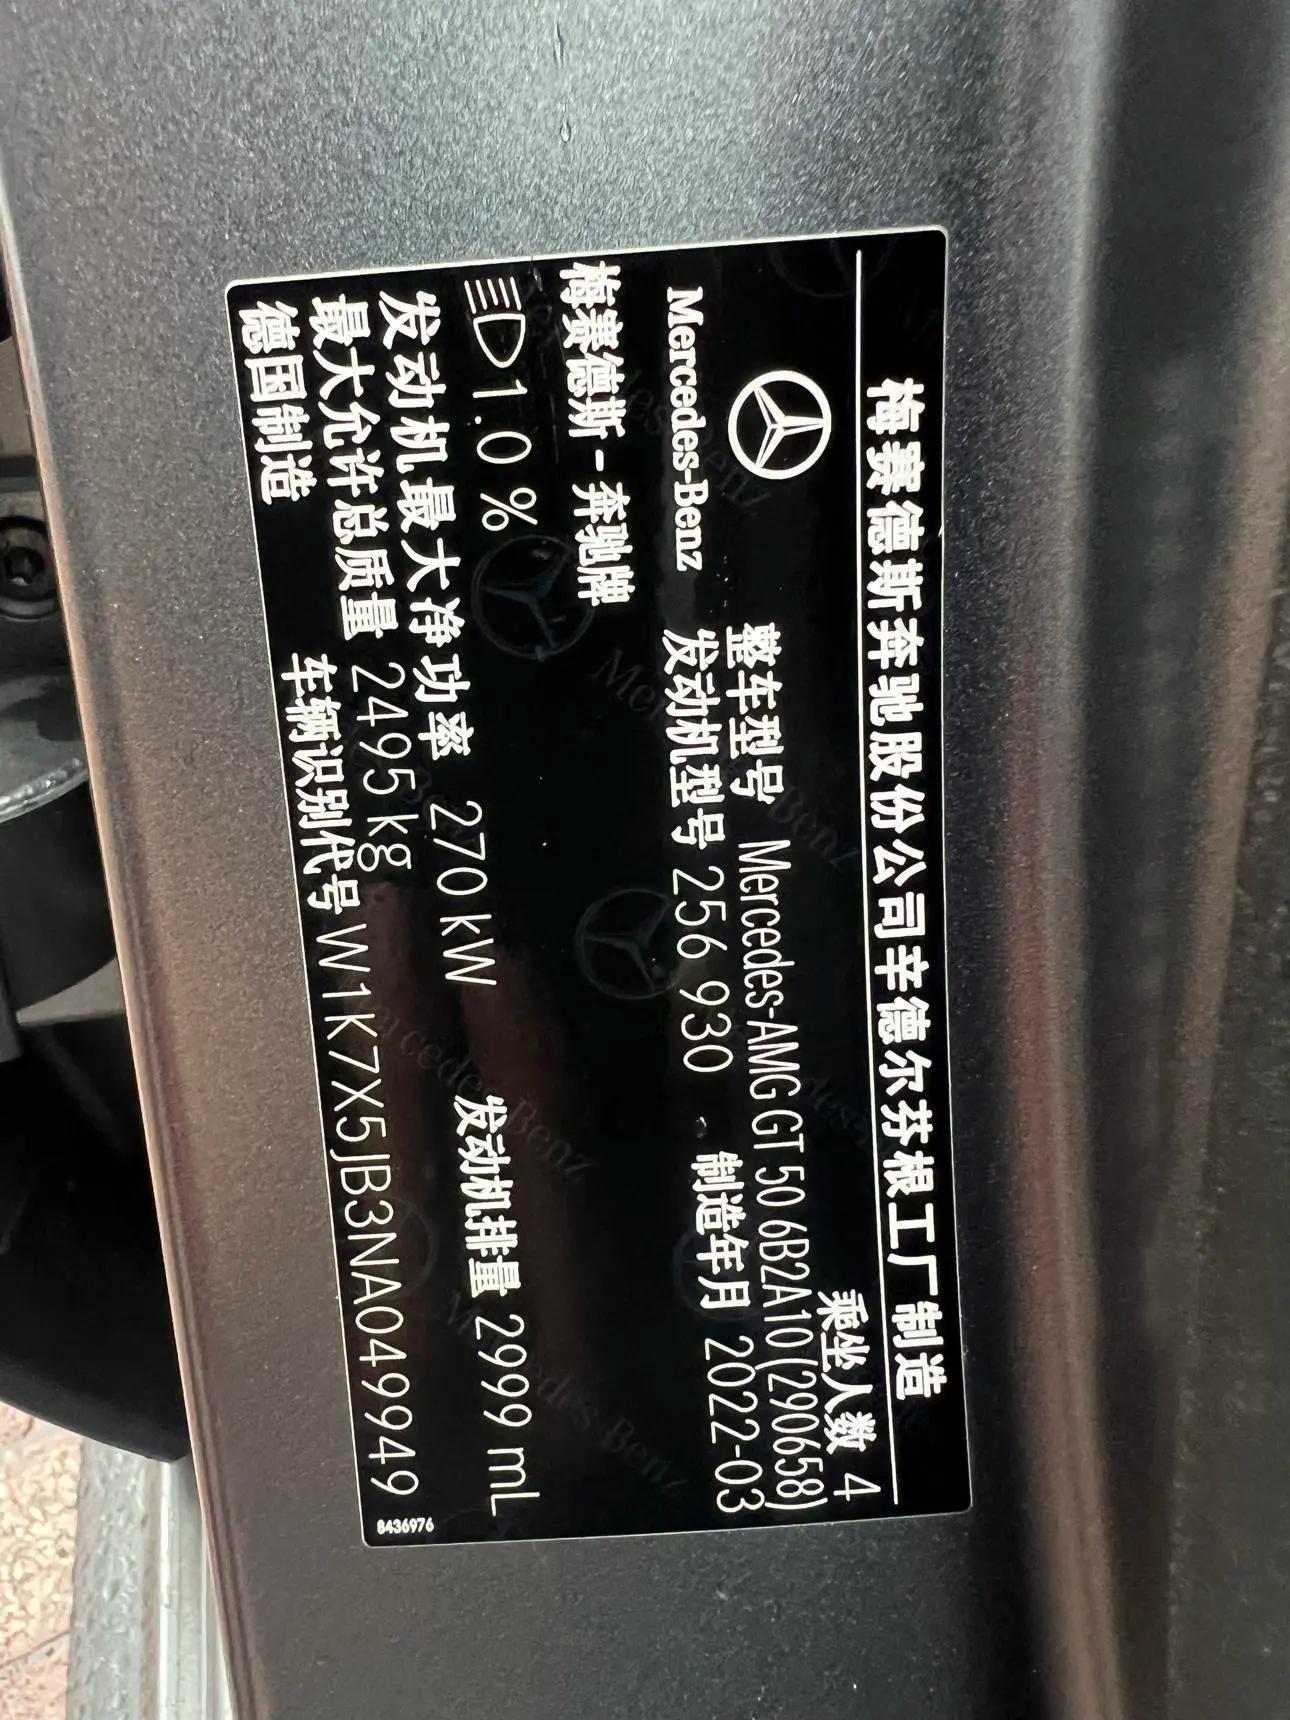 梅赛德斯奔驰股份公司辛德尔芬根工厂制造
乘坐人数 4
整车型号 Mercedes-AMG GT 50 6B2A10(290658)
Mercedes-Benz 发动机型号 256 930 制造年月 2022-03
梅赛德斯-奔驰牌
1.0 %
发动机最大净功率 270 kW 发动机排量 2999 mL
最大允许总质量 2495 kg
德国制造 车辆识别代号 W1K7X5JB3NA049949
8436976